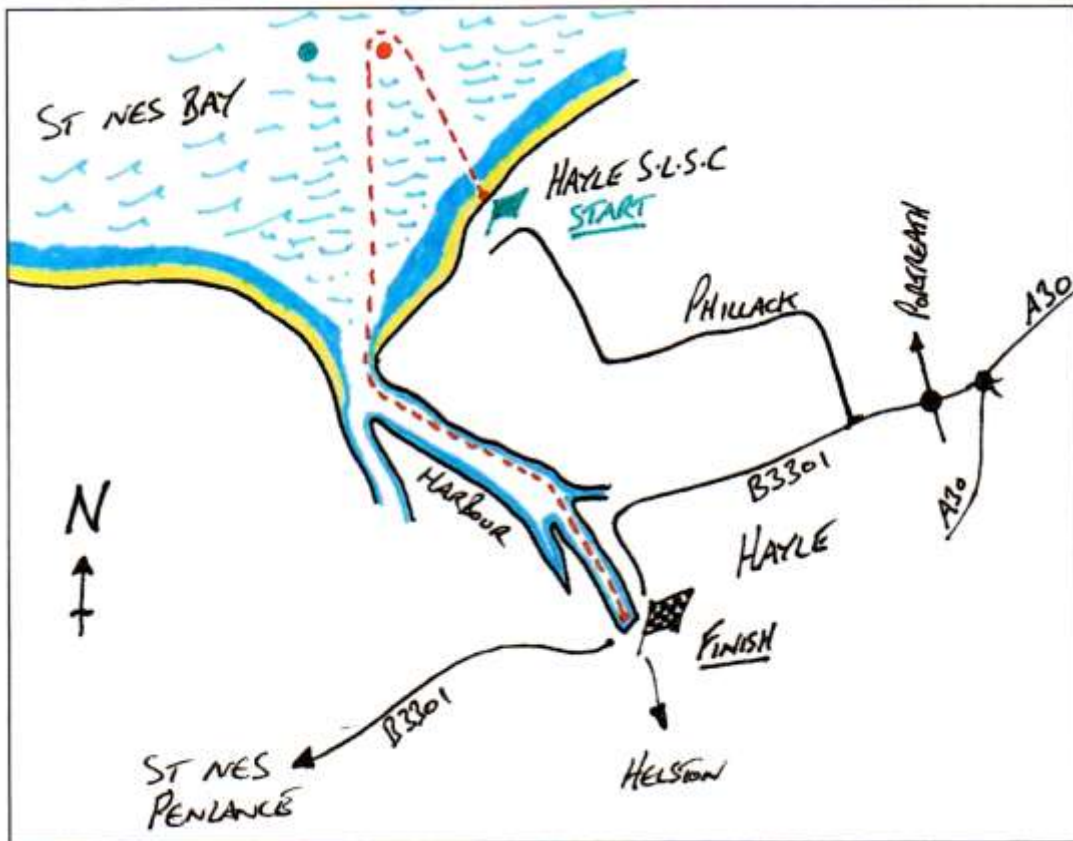 ST NES BAY
HAYLE S.L.S.C
START
PHILLACK
PORTREATH
A30
A30
B3301
HARBOUR
HAYLE
N
FINISH
B3301
ST NES
PENZANCE
HELSTON